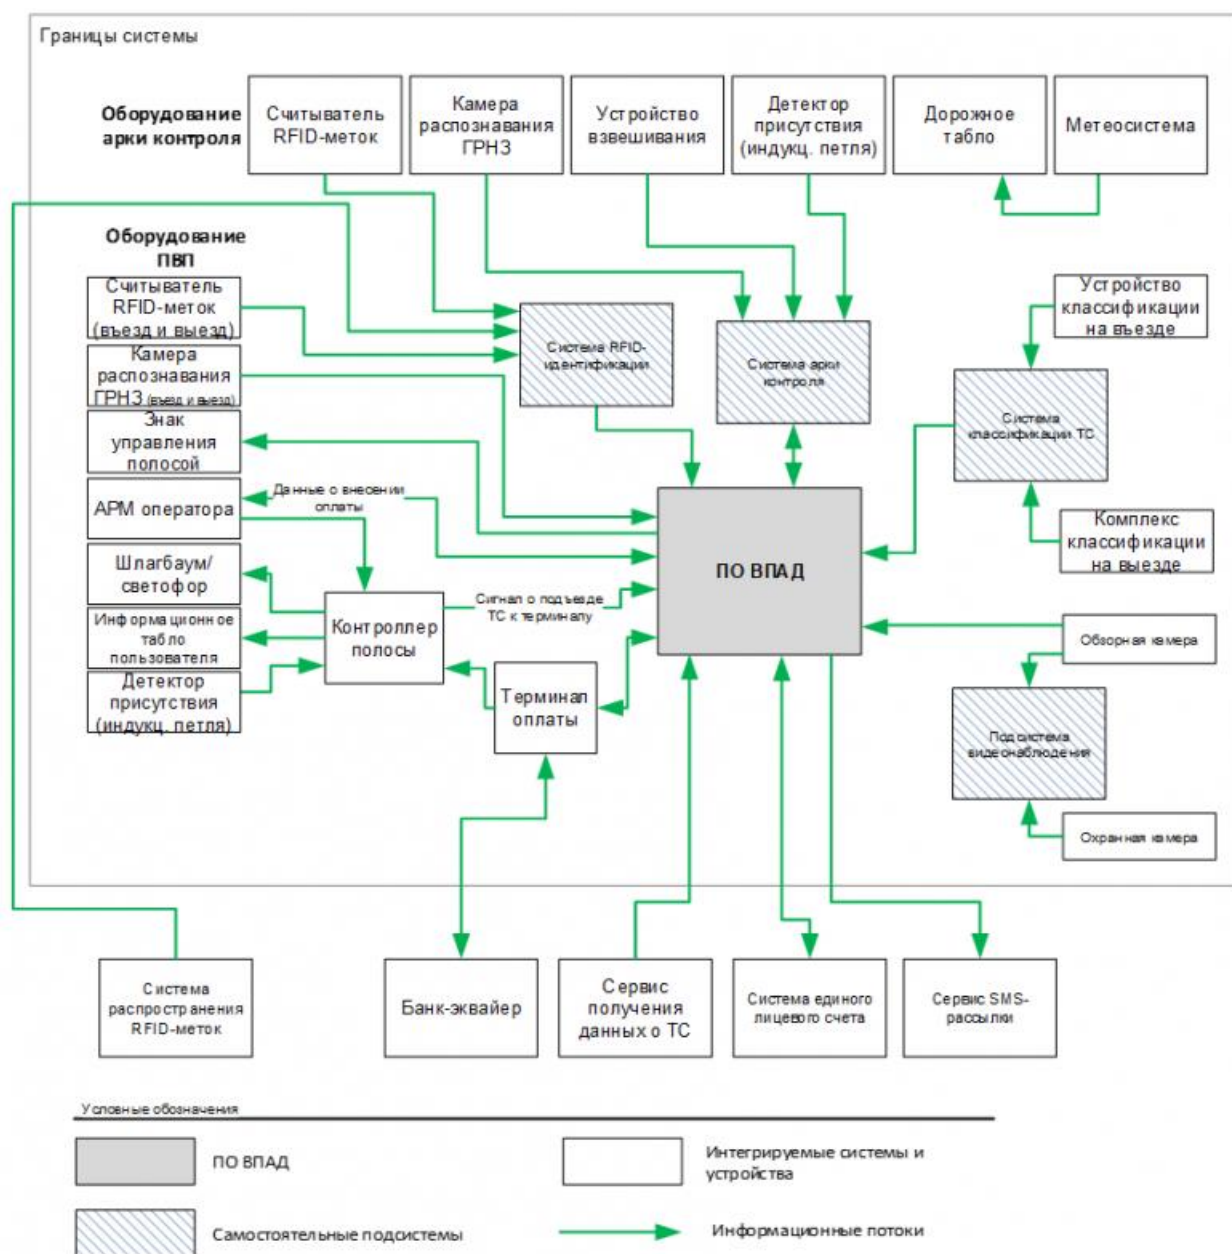 Границы системы
Оборудование
арки контроля
Считыватель
RFID-меток
Камера
распознавания
ГРНЗ
Устройство
взвешивания
Детектор
присутствия
(индукц. петля)
Дорожное
табло
Метеосистема
Оборудование
ПВП
Считыватель
RFID-меток
(въезд и выезд)
Камера
распознавания
ГРНЗ (въезд и выезд)
Знак
управления
полосой
АРМ оператора
Шлагбаум/
светофор
Информационное
табло
пользователя
Детектор
присутствия
(индукц. петля)
Данные о внесении
оплаты
Сигнал о подъезде
ТС к терминалу
Контроллер
полосы
Терминал
оплаты
Система RFID-
идентификации
Система арки
контроля
ПО ВПАД
Устройство
классификации
на въезде
Система
классификации ТС
Комплекс
классификации
на выезде
Обзорная камера
Подсистема
видеонаблюдения
Охранная камера
Система
распространения
RFID-меток
Банк-эквайер
Сервис
получения
данных о ТС
Система единого
лицевого счета
Сервис SMS-
рассылки
Условные обозначения
ПО ВПАД
Интегрируемые системы и
устройства
Самостоятельные подсистемы
Информационные потоки